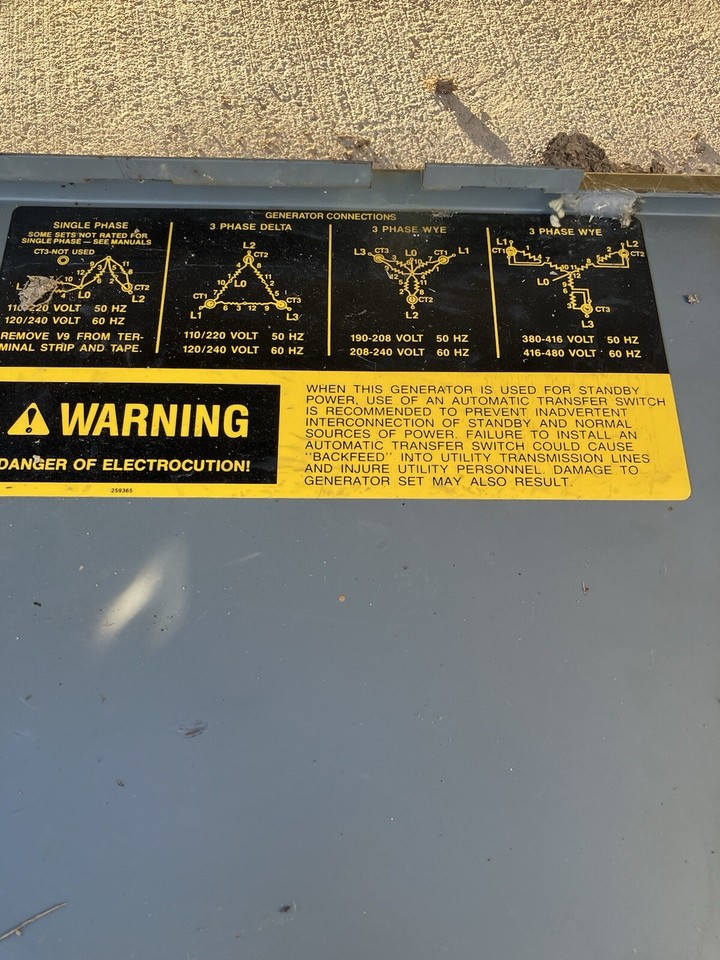 GENERATOR CONNECTIONS
SINGLE PHASE
SOME SETS NOT RATED FOR
SINGLE PHASE — SEE MANUALS
CT3-NOT USED
L0
CT2
L2
VOLT 50 HZ
120/240 VOLT 60 HZ
REMOVE V9 FROM TER-
MINAL STRIP AND TAPE.
3 PHASE DELTA
L2
CT2
L0
CT1
CT3
L1
L3
110/220 VOLT 50 HZ
120/240 VOLT 60 HZ
3 PHASE WYE
L3
CT3
L0
CT1
L1
CT2
L2
190-208 VOLT 50 HZ
208-240 VOLT 60 HZ
3 PHASE WYE
L1
L2
CT1
CT2
L0
CT3
L3
380-416 VOLT 50 HZ
416-480 VOLT 60 HZ
WARNING
DANGER OF ELECTROCUTION!
259365
WHEN THIS GENERATOR IS USED FOR STANDBY
POWER, USE OF AN AUTOMATIC TRANSFER SWITCH
IS RECOMMENDED TO PREVENT INADVERTENT
INTERCONNECTION OF STANDBY AND NORMAL
SOURCES OF POWER. FAILURE TO INSTALL AN
AUTOMATIC TRANSFER SWITCH COULD CAUSE
"BACKFEED" INTO UTILITY TRANSMISSION LINES
AND INJURE UTILITY PERSONNEL. DAMAGE TO
GENERATOR SET MAY ALSO RESULT.